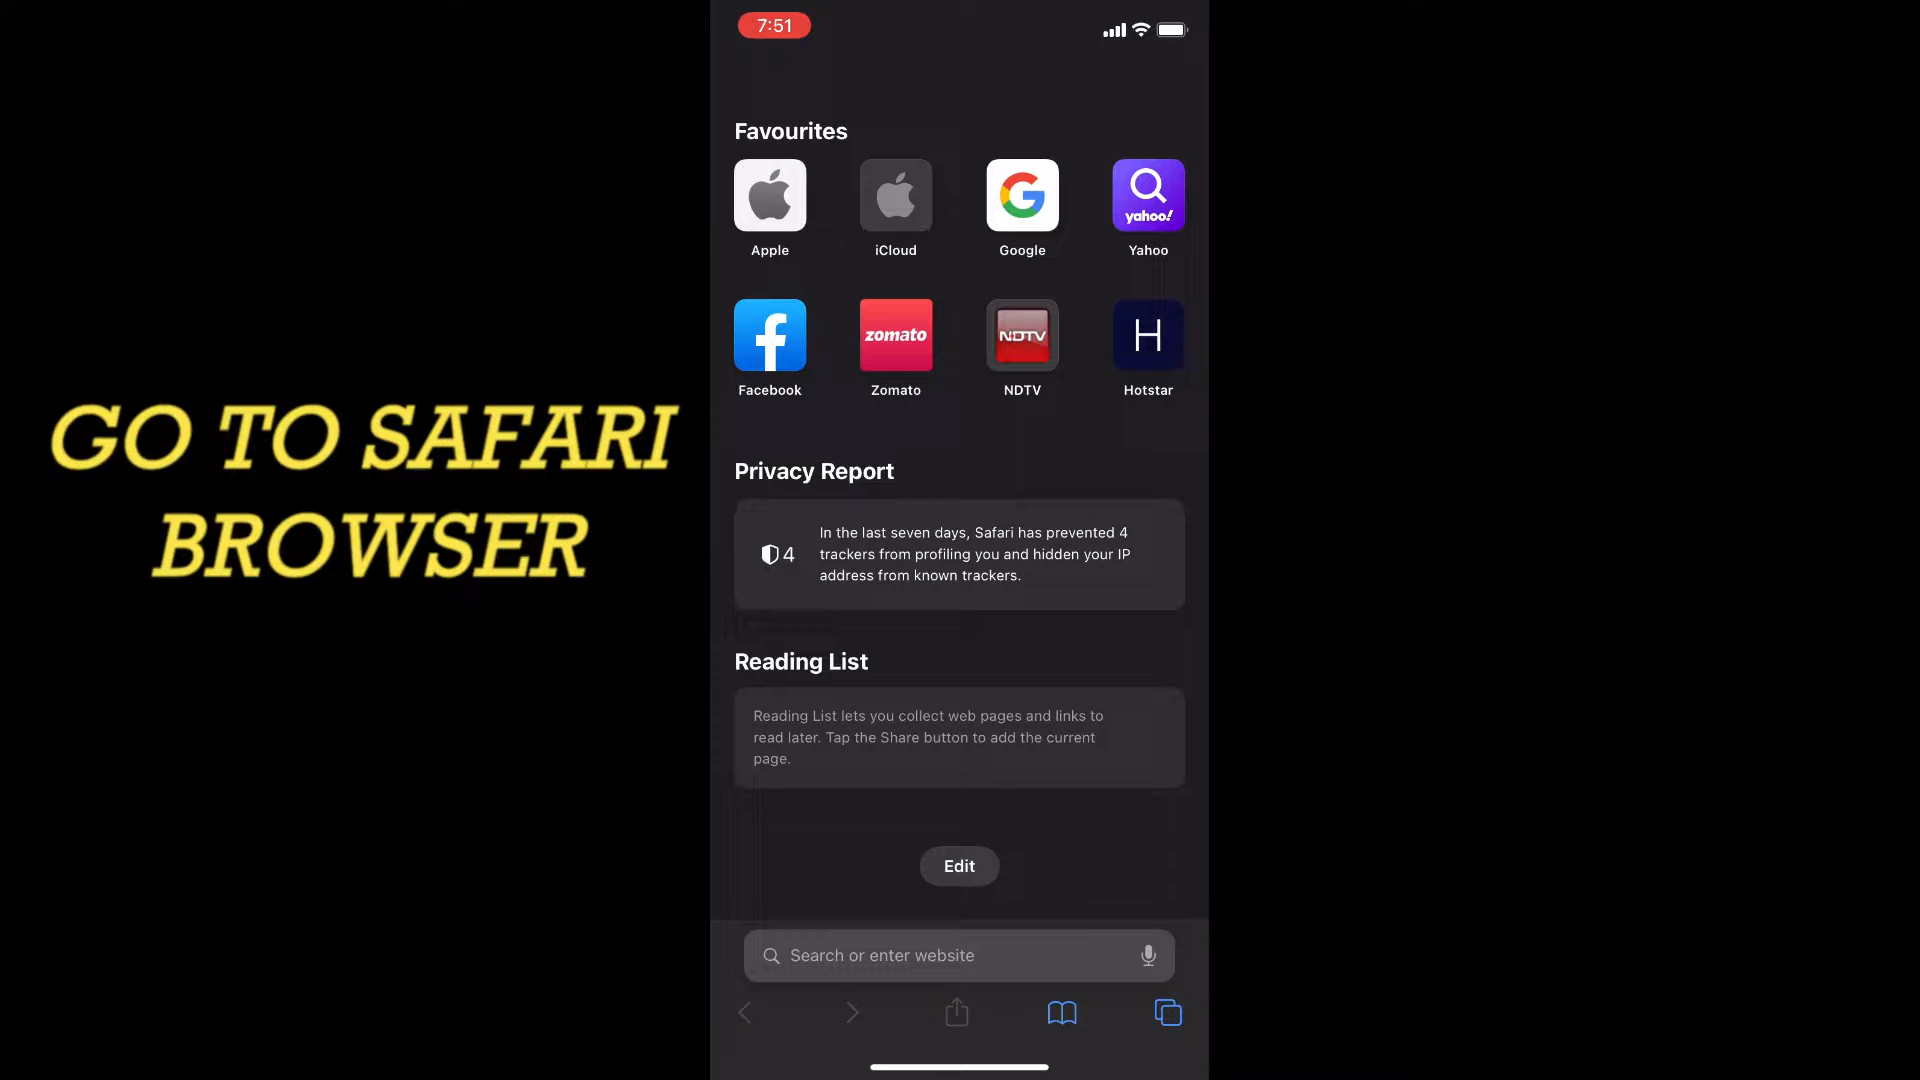 7:51
Favourites
yahoo!
Apple
iCloud
Google
Yahoo
zomato
NDTV
H
Facebook
Zomato
NDTV
Hotstar
GO TO SAFARI
BROWSER
Privacy Report
4
In the last seven days, Safari has prevented 4
trackers from profiling you and hidden your IP
address from known trackers.
Reading List
Reading List lets you collect web pages and links to
read later. Tap the Share button to add the current
page.
Edit
Search or enter website